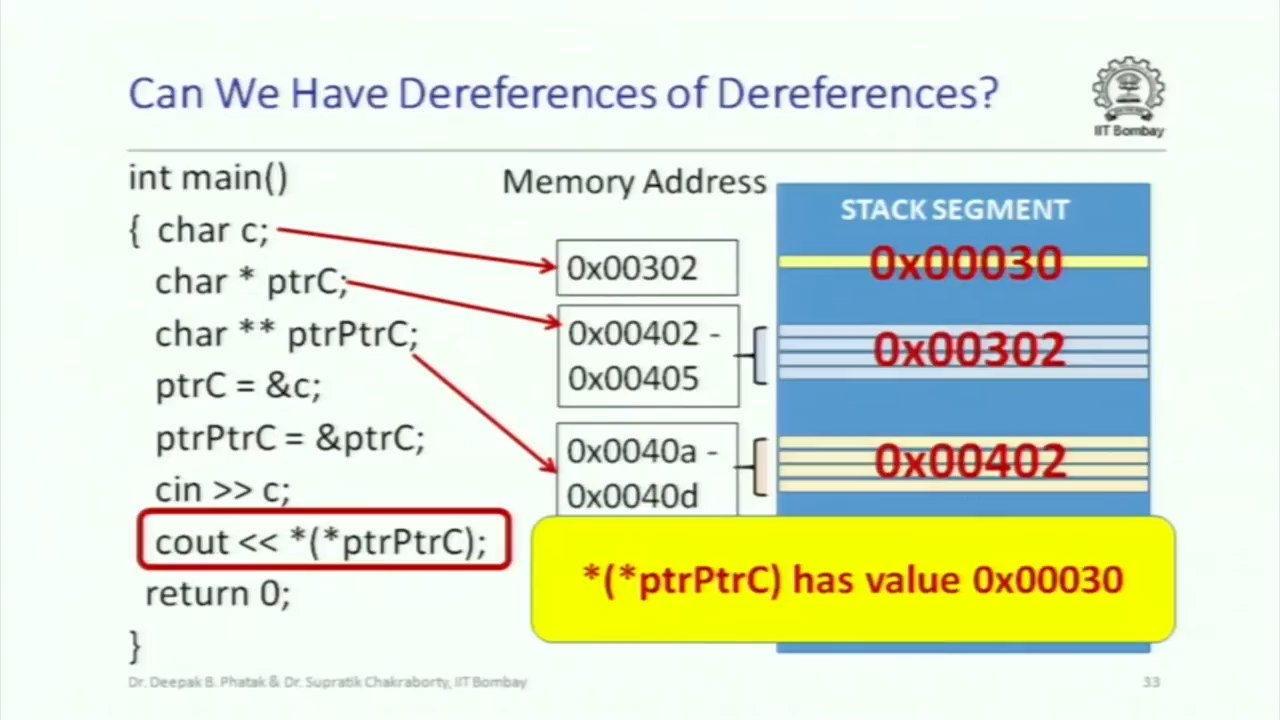 Can We Have Dereferences of Dereferences?
IIT Bombay
int main()
{ char c;
char * ptrC;
char ** ptrPtrC;
ptrC = &c;
ptrPtrC = &ptrC;
cin >> c;
cout << *(*ptrPtrC);
return 0;
}
Memory Address
0x00302
0x00402 -
0x00405
0x0040a -
0x0040d
STACK SEGMENT
0x00030
0x00302
0x00402
*(*ptrPtrC) has value 0x00030
Dr. Deepak B. Phatak & Dr. Supratik Chakraborty, IIT Bombay
33